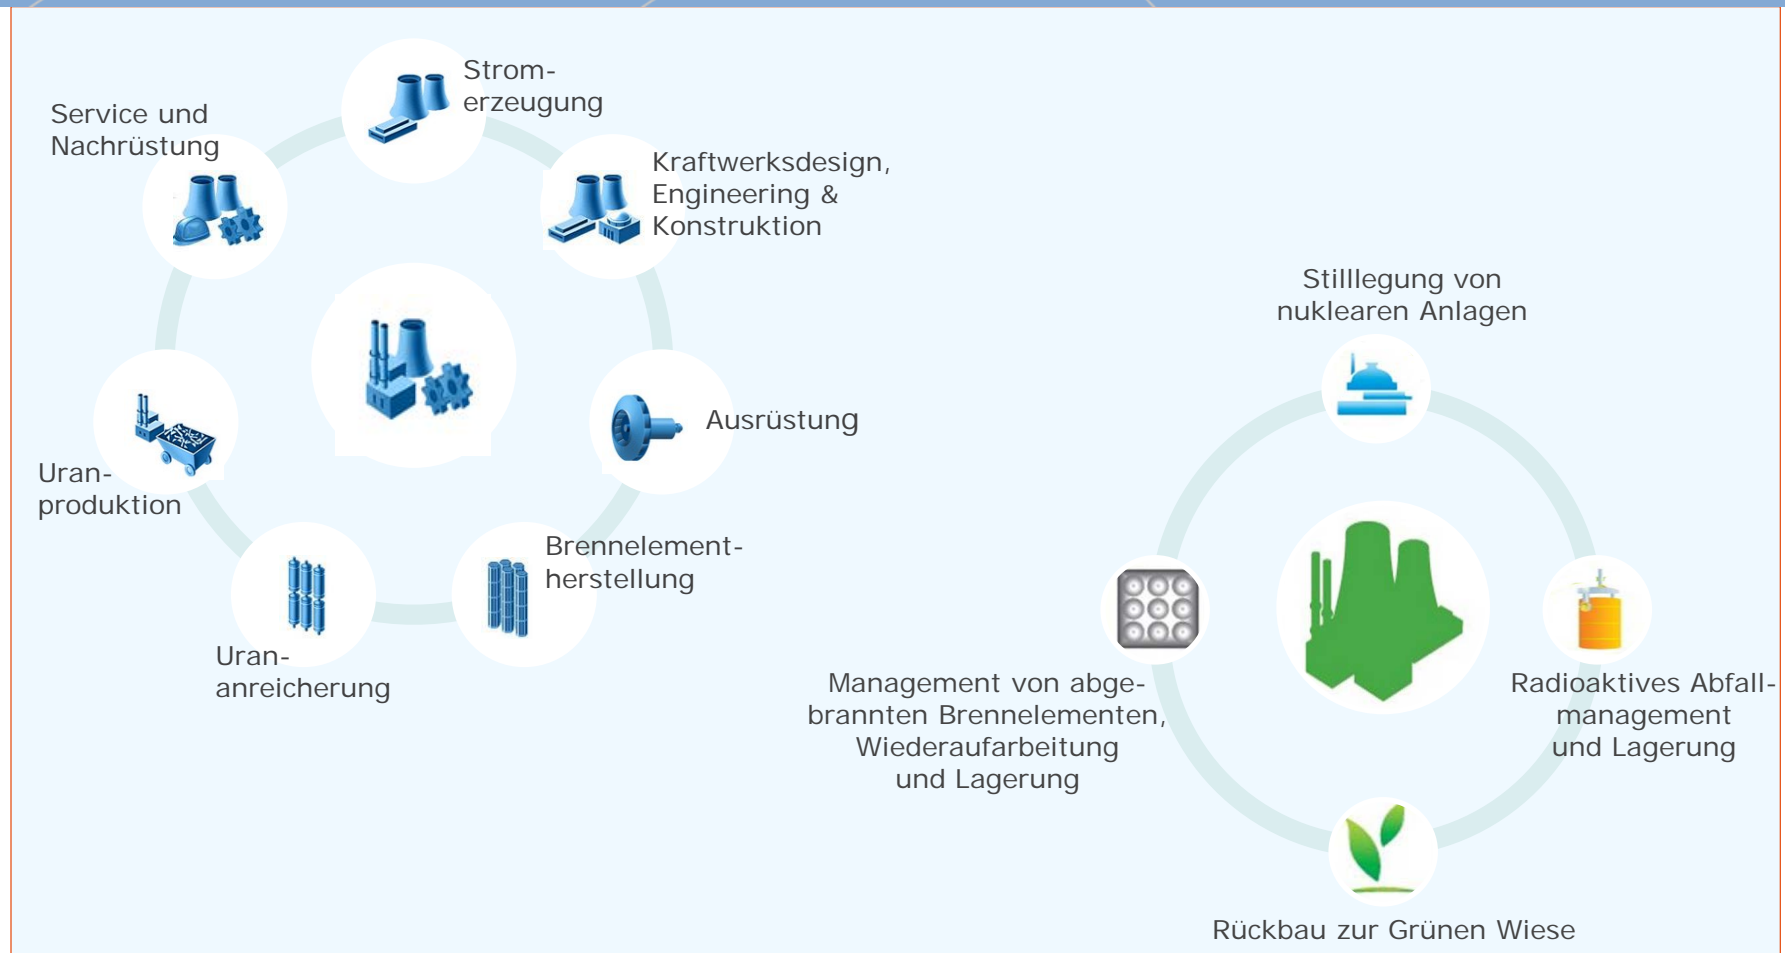 Strom-
erzeugung
Service und
Nachrüstung
Kraftwerksdesign,
Engineering &
Konstruktion
Ausrüstung
Uran-
produktion
Brennelement-
herstellung
Uran-
anreicherung
Stilllegung von
nuklearen Anlagen
Management von abge-
brannten Brennelementen,
Wiederaufarbeitung
und Lagerung
Radioaktives Abfall-
management
und Lagerung
Rückbau zur Grünen Wiese